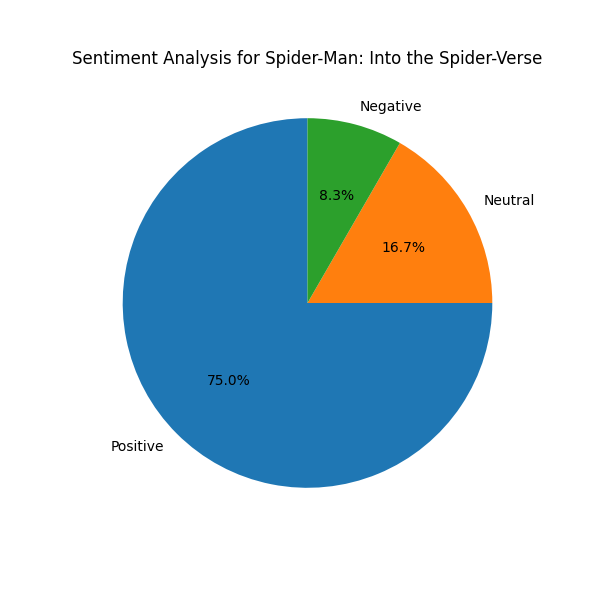 Sentiment Analysis for Spider-Man: Into the Spider-Verse
Negative
8.3%
Neutral
16.7%
75.0%
Positive